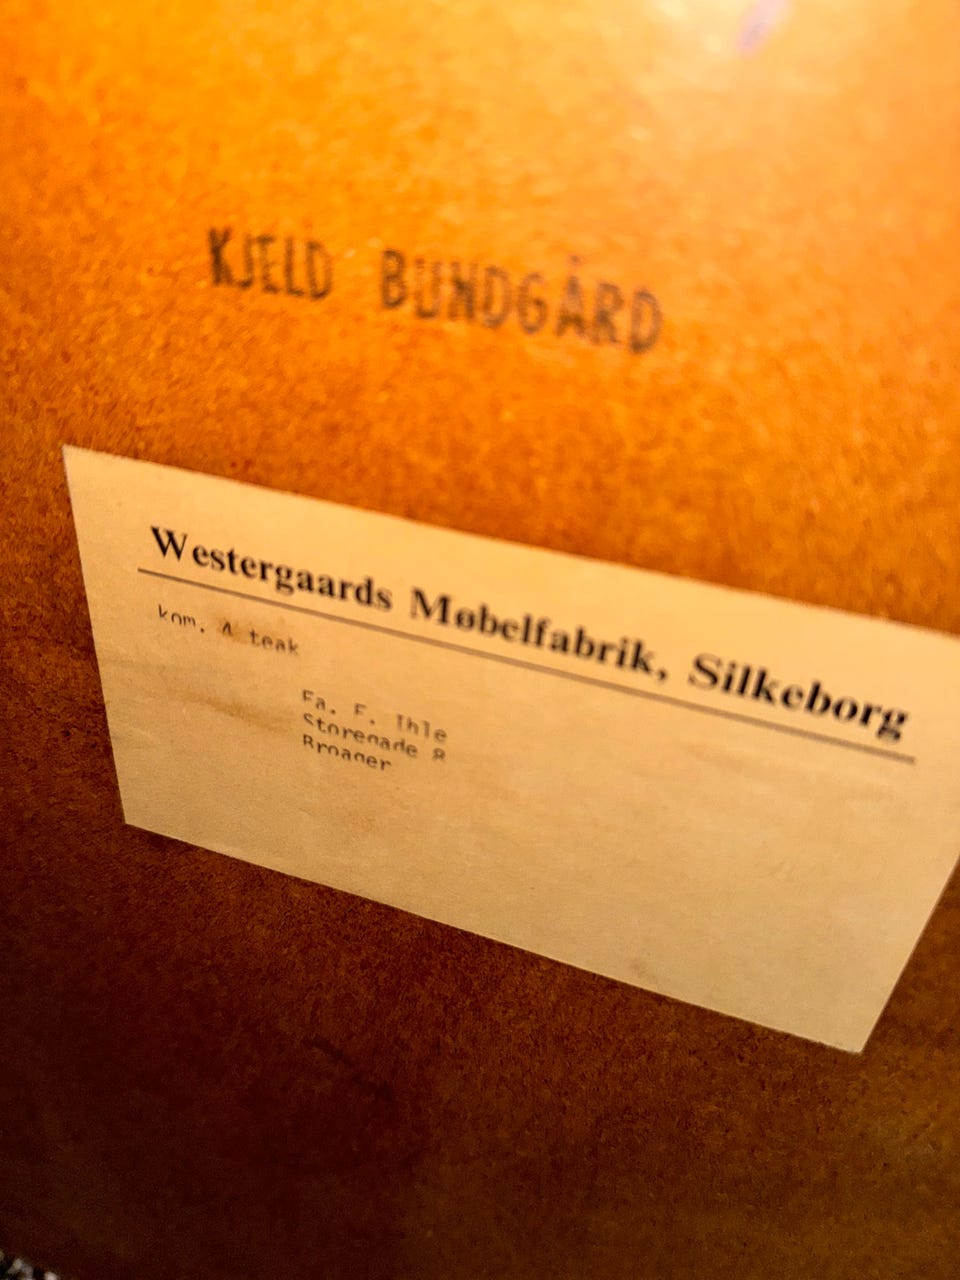 KJELD BUNDGÅRD
Westergaards Møbelfabrik, Silkeborg
kom. 4 teak
Fa. F. Ihle
Storegade 8
Broager